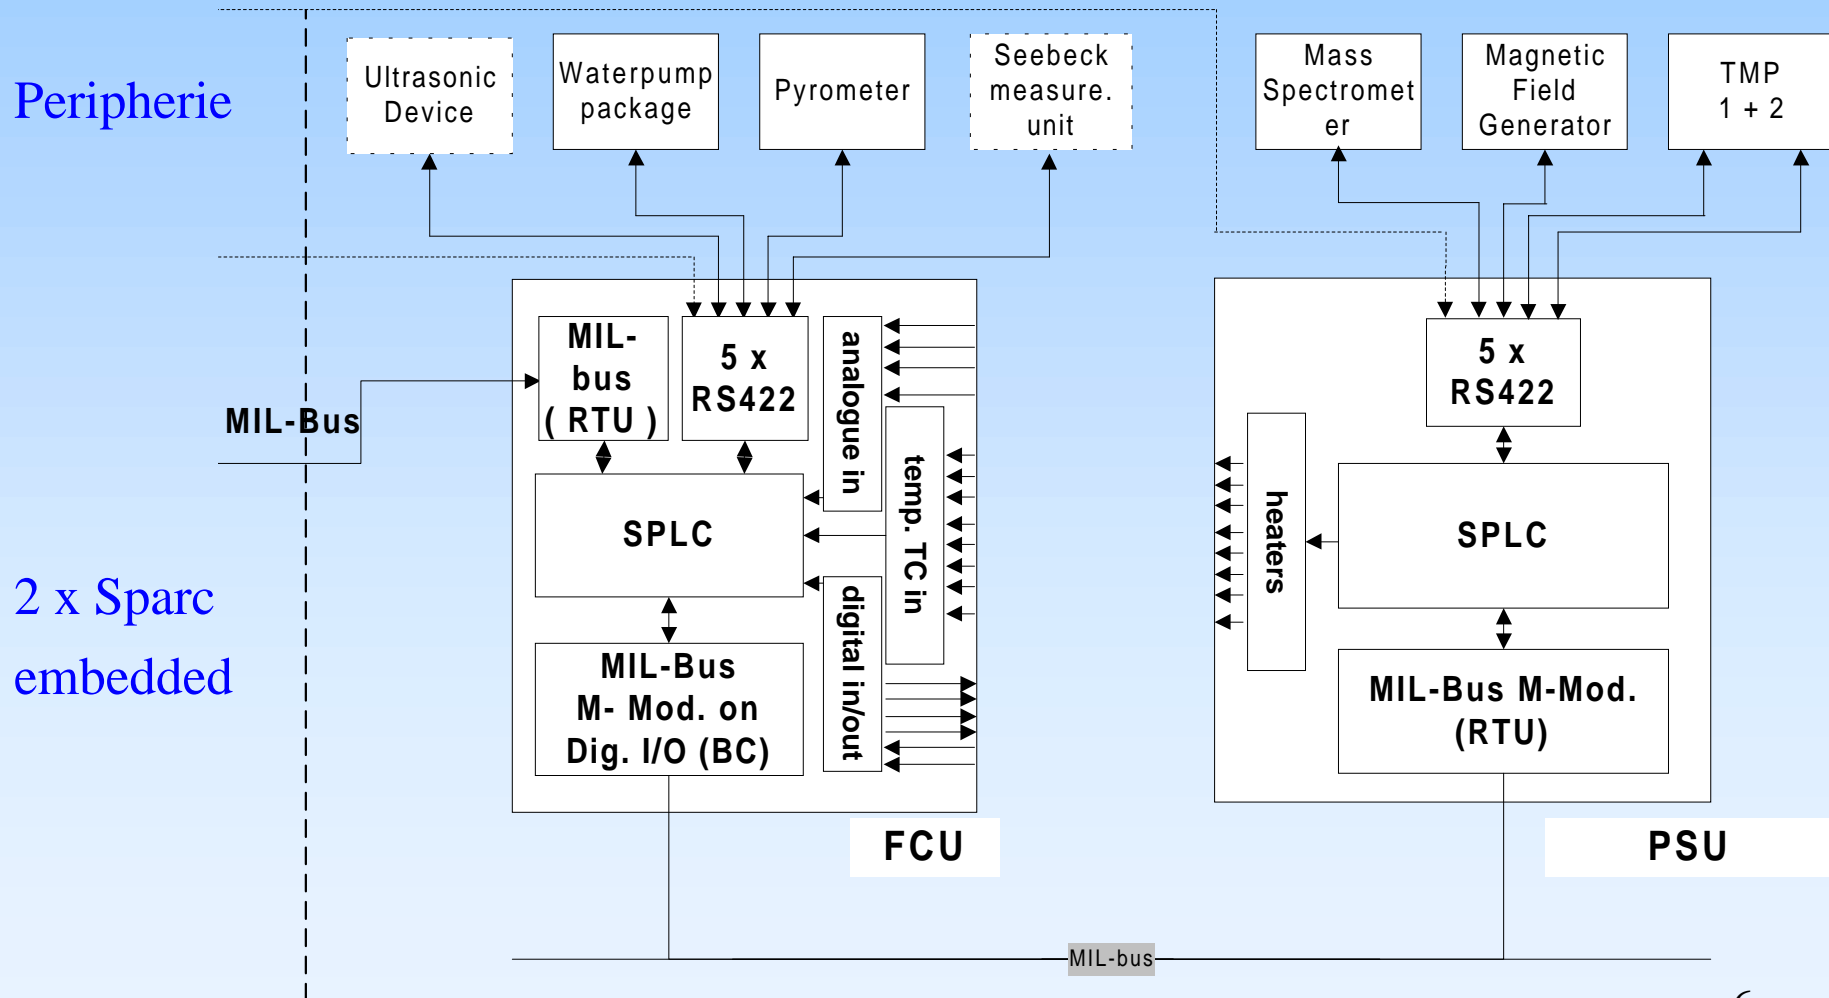 Peripherie
Ultrasonic
Device
Waterpump
package
Pyrometer
Seebeck
measure.
unit
Mass
Spectromet
er
Magnetic
Field
Generator
TMP
1 + 2
MIL-Bus
MIL-
bus
( RTU )
5 x
RS422
analogue in
temp. TC in
SPLC
digital in/out
MIL-Bus
M- Mod. on
Dig. I/O (BC)
FCU
5 x
RS422
heaters
SPLC
MIL-Bus M-Mod.
(RTU)
PSU
2 x Sparc
embedded
MIL-bus